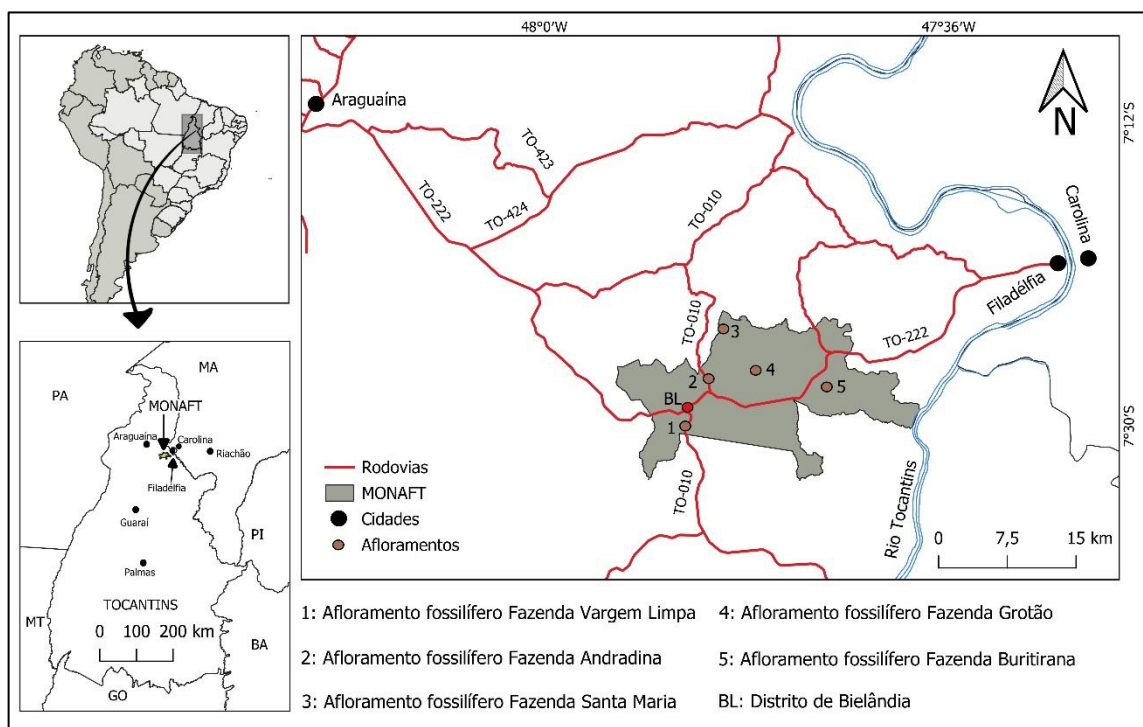 48°0'W
47°36'W
Araguaína
N
7°12'S
TO-423
TO-222
TO-424
TO-010
Carolina
Filadélfia
TO-010
3
TO-222
2
4
5
BL
1
7°30'S
TO-010
Rio Tocantins
Rodovias
MONAFT
Cidades
Afloramentos
0 7,5 15 km
PA
MA
MONAFT
Araguaína
Carolina
Riachão
Filadélfia
Guaraí
PI
Palmas
TOCANTINS
MT
0 100 200 km
BA
GO
1: Afloramento fossilífero Fazenda Vargem Limpa
4: Afloramento fossilífero Fazenda Grotão
2: Afloramento fossilífero Fazenda Andradina
5: Afloramento fossilífero Fazenda Buritirana
3: Afloramento fossilífero Fazenda Santa Maria
BL: Distrito de Bielândia